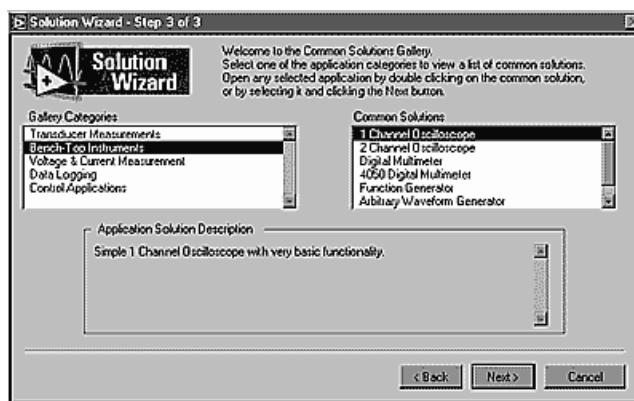 Solution Wizard - Step 3 of 3
Solution
Wizard
Welcome to the Common Solutions Gallery.
Select one of the application categories to view a list of common solutions.
Open any selected application by double clicking on the common solution,
or by selecting it and clicking the Next button.
Gallery Categories
Transducer Measurements
Bench-Top Instruments
Voltage & Current Measurement
Data Logging
Control Applications
Common Solutions
1 Channel Oscilloscope
2 Channel Oscilloscope
Digital Multimeter
4050 Digital Multimeter
Function Generator
Arbitrary Waveform Generator
Application Solution Description
Simple 1 Channel Oscilloscope with very basic functionality.
< Back
Next >
Cancel